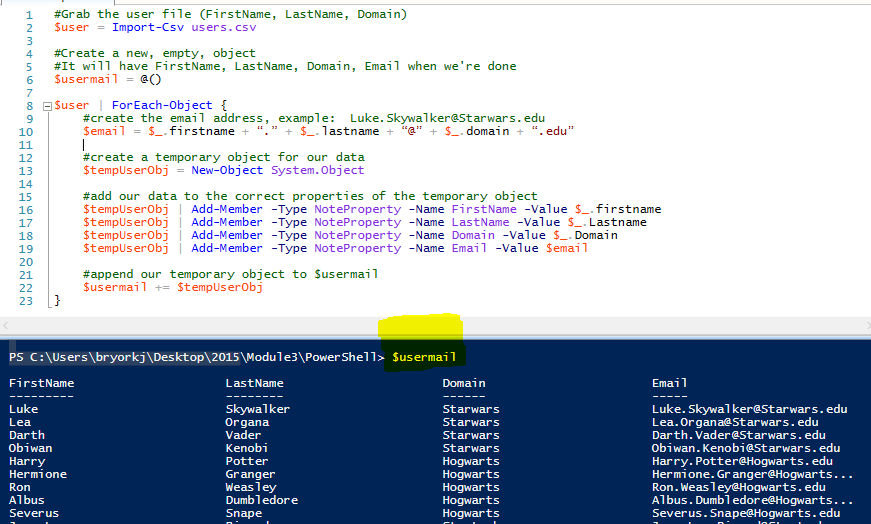 1 #Grab the user file (FirstName, LastName, Domain)
2 $user = Import-Csv users.csv
3
4 #Create a new, empty, object
5 #It will have FirstName, LastName, Domain, Email when we're done
6 $usermail = @()
7
8 $user | ForEach-Object {
9 #create the email address, example:  Luke.Skywalker@Starwars.edu
10 $email = $_.firstname + “.” + $_.lastname + “@” + $_.domain + “.edu”
11
12 #create a temporary object for our data
13 $tempUserObj = New-Object System.Object
14
15 #add our data to the correct properties of the temporary object
16 $tempUserObj | Add-Member -Type NoteProperty -Name FirstName -Value $_.firstname
17 $tempUserObj | Add-Member -Type NoteProperty -Name LastName -Value $_.Lastname
18 $tempUserObj | Add-Member -Type NoteProperty -Name Domain -Value $_.Domain
19 $tempUserObj | Add-Member -Type NoteProperty -Name Email -Value $email
20
21 #append our temporary object to $usermail
22 $usermail += $tempUserObj
23 }
PS C:\Users\bryorkj\Desktop\2015\Module3\PowerShell> $usermail
FirstName LastName Domain Email
--------- -------- ------ -----
Luke Skywalker Starwars Luke.Skywalker@Starwars.edu
Lea Organa Starwars Lea.Organa@Starwars.edu
Darth Vader Starwars Darth.Vader@Starwars.edu
Obiwan Kenobi Starwars Obiwan.Kenobi@Starwars.edu
Harry Potter Hogwarts Harry.Potter@Hogwarts.edu
Hermione Granger Hogwarts Hermione.Granger@Hogwarts...
Ron Weasley Hogwarts Ron.Weasley@Hogwarts.edu
Albus Dumbledore Hogwarts Albus.Dumbledore@Hogwarts...
Severus Snape Hogwarts Severus.Snape@Hogwarts.edu